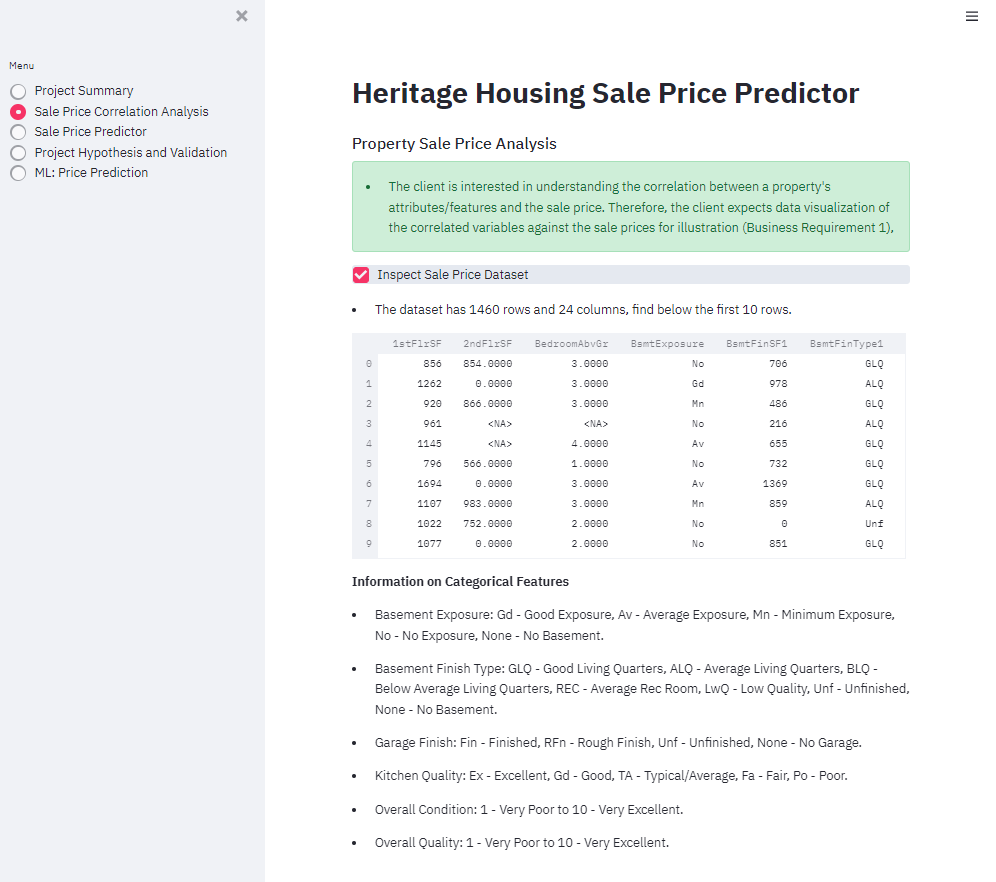 Menu
Project Summary
Sale Price Correlation Analysis
Sale Price Predictor
Project Hypothesis and Validation
ML: Price Prediction
Heritage Housing Sale Price Predictor
Property Sale Price Analysis
• The client is interested in understanding the correlation between a property's
attributes/features and the sale price. Therefore, the client expects data visualization of
the correlated variables against the sale prices for illustration (Business Requirement 1),
Inspect Sale Price Dataset
• The dataset has 1460 rows and 24 columns, find below the first 10 rows.
1stFlrSF 2ndFlrSF BedroomAbvGr BsmtExposure BsmtFinSF1 BsmtFinType1
0 856 854.0000 3.0000 No 706 GLQ
1 1262 0.0000 3.0000 Gd 978 ALQ
2 920 866.0000 3.0000 Mn 486 GLQ
3 961 <NA> <NA> No 216 ALQ
4 1145 <NA> 4.0000 Av 655 GLQ
5 796 566.0000 1.0000 No 732 GLQ
6 1694 0.0000 3.0000 Av 1369 GLQ
7 1107 983.0000 3.0000 Mn 859 ALQ
8 1022 752.0000 2.0000 No 0 Unf
9 1077 0.0000 2.0000 No 851 GLQ
Information on Categorical Features
• Basement Exposure: Gd - Good Exposure, Av - Average Exposure, Mn - Minimum Exposure,
No - No Exposure, None - No Basement.
• Basement Finish Type: GLQ - Good Living Quarters, ALQ - Average Living Quarters, BLQ -
Below Average Living Quarters, REC - Average Rec Room, LwQ - Low Quality, Unf - Unfinished,
None - No Basement.
• Garage Finish: Fin - Finished, RFn - Rough Finish, Unf - Unfinished, None - No Garage.
• Kitchen Quality: Ex - Excellent, Gd - Good, TA - Typical/Average, Fa - Fair, Po - Poor.
• Overall Condition: 1 - Very Poor to 10 - Very Excellent.
• Overall Quality: 1 - Very Poor to 10 - Very Excellent.